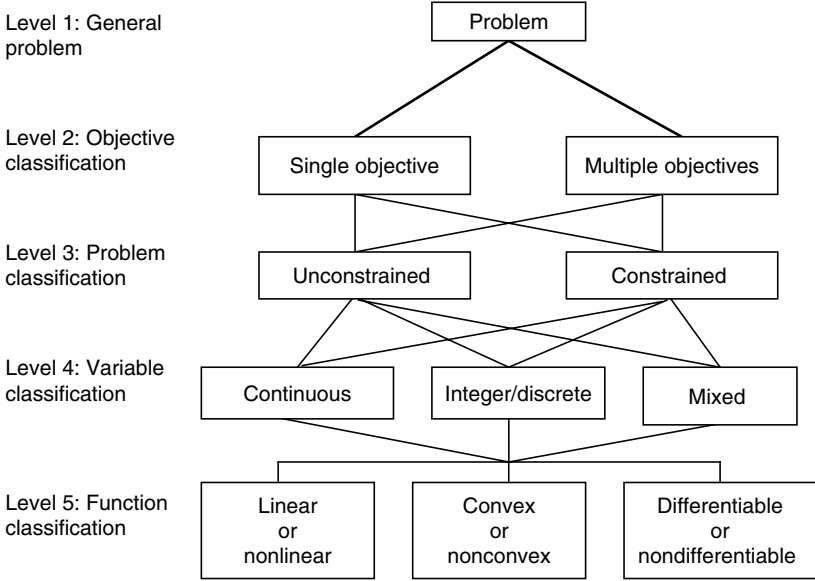 Level 1: General
problem
Problem
Level 2: Objective
classification
Single objective
Multiple objectives
Level 3: Problem
classification
Unconstrained
Constrained
Level 4: Variable
classification
Continuous
Integer/discrete
Mixed
Level 5: Function
classification
Linear
or
nonlinear
Convex
or
nonconvex
Differentiable
or
nondifferentiable